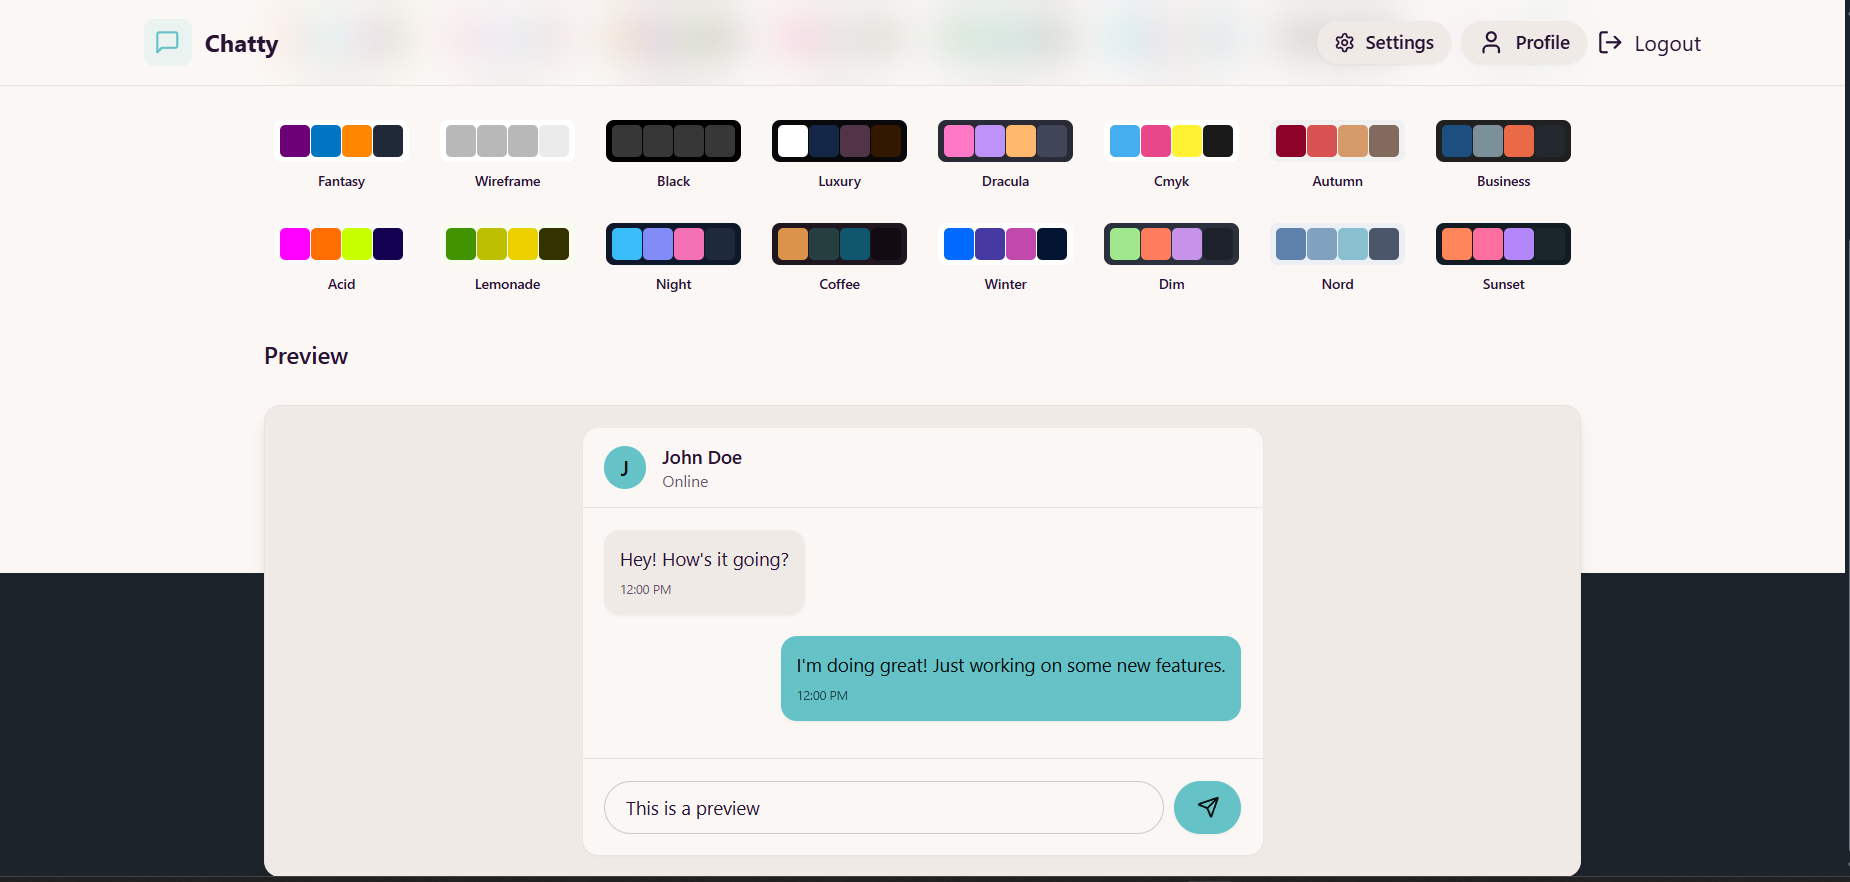 Chatty
Settings
Profile
Logout
Fantasy
Wireframe
Black
Luxury
Dracula
Cmyk
Autumn
Business
Acid
Lemonade
Night
Coffee
Winter
Dim
Nord
Sunset
Preview
J
John Doe
Online
Hey! How's it going?
12:00 PM
I'm doing great! Just working on some new features.
12:00 PM
This is a preview